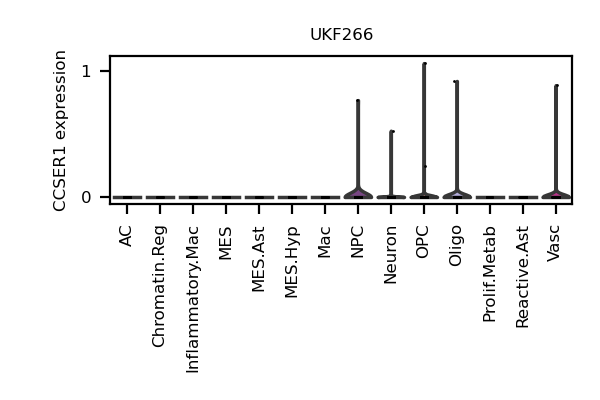 UKF266
CCSER1 expression
1
0
AC
Chromatin.Reg
Inflammatory.Mac
MES
MES.Ast
MES.Hyp
Mac
NPC
Neuron
OPC
Oligo
Prolif.Metab
Reactive.Ast
Vasc